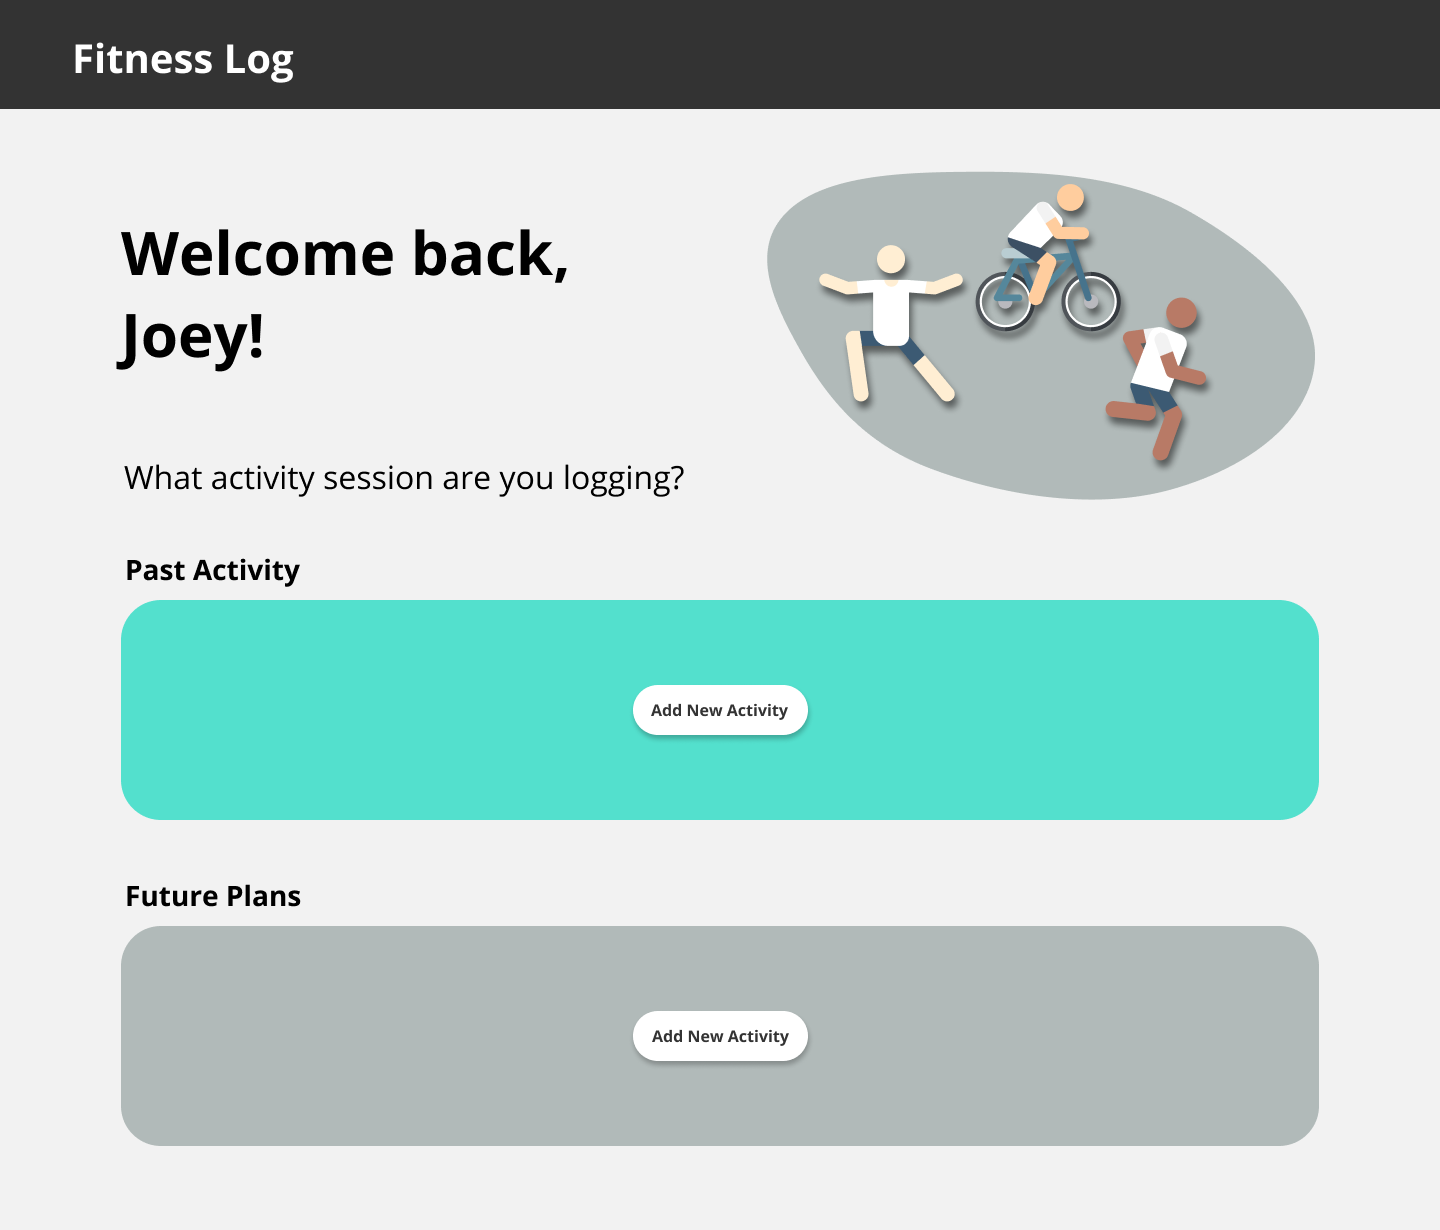 Fitness Log
Welcome back,
Joey!
What activity session are you logging?
Past Activity
Add New Activity
Future Plans
Add New Activity